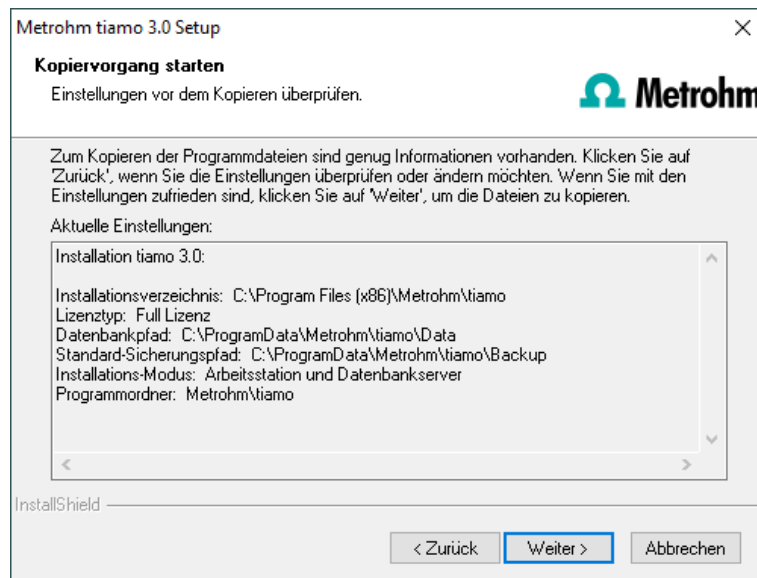 Metrohm tiamo 3.0 Setup
Kopiervorgang starten
Einstellungen vor dem Kopieren überprüfen.
Metrohm
Zum Kopieren der Programmdateien sind genug Informationen vorhanden. Klicken Sie auf
'Zurück', wenn Sie die Einstellungen überprüfen oder ändern möchten. Wenn Sie mit den
Einstellungen zufrieden sind, klicken Sie auf 'Weiter', um die Dateien zu kopieren.
Aktuelle Einstellungen:
Installation tiamo 3.0:
Installationsverzeichnis: C:\Program Files (x86)\Metrohm\tiamo
Lizenztyp: Full Lizenz
Datenbankpfad: C:\ProgramData\Metrohm\tiamo\Data
Standard-Sicherungspfad: C:\ProgramData\Metrohm\tiamo\Backup
Installations-Modus: Arbeitsstation und Datenbankserver
Programmordner: Metrohm\tiamo
InstallShield
< Zurück
Weiter >
Abbrechen